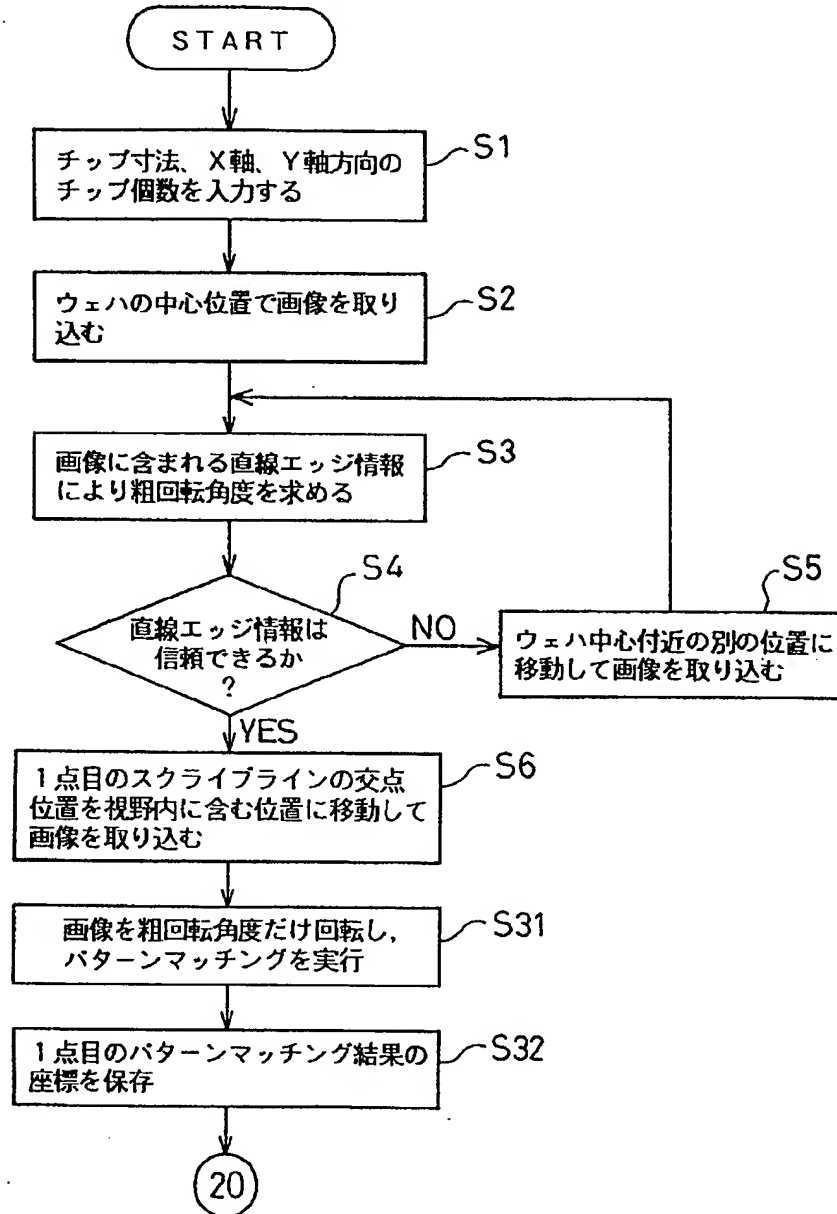 START
S1
チップ寸法、X軸、Y軸方向の
チップ個数を入力する
S2
ウェハの中心位置で画像を取り
込む
S3
画像に含まれる直線エッジ情報
により粗回転角度を求める
S4
直線エッジ情報は
信頼できるか
?
NO
S5
ウェハ中心付近の別の位置に
移動して画像を取り込む
YES
S6
1点目のスクライブラインの交点
位置を視野内に含む位置に移動して
画像を取り込む
S31
画像を粗回転角度だけ回転し,
パターンマッチングを実行
S32
1点目のパターンマッチング結果の
座標を保存
20